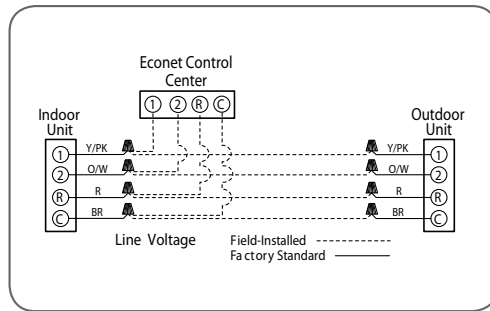 Econet Control
Center
1 2 R C
Indoor
Unit
Outdoor
Unit
1 Y/PK Y/PK 1
2 O/W O/W 2
R R R R
C BR BR C
Line Voltage
Field-Installed
Factory Standard